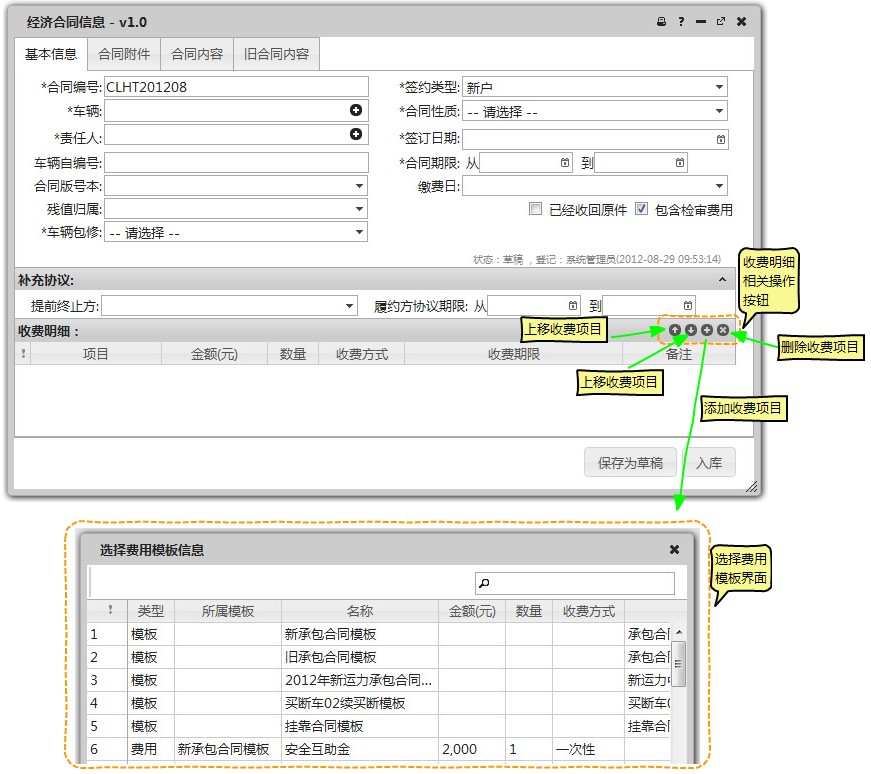 经济合同信息 - v1.0
?
基本信息 合同附件 合同内容 旧合同内容
*合同编号: CLHT201208 *签约类型: 新户
*车辆: *合同性质: -- 请选择 --
*责任人: *签订日期:
车辆自编号: *合同期限: 从 到
合同版号本: 缴费日:
残值归属: 已经收回原件 包含检审费用
*车辆包修: -- 请选择 --
状态：草稿 ，登记：系统管理员(2012-08-29 09:53:14)
收费明细
相关操作
按钮
补充协议:
提前终止方: 履约方协议期限: 从 到
收费明细： 上移收费项目
! 项目 金额(元) 数量 收费方式 收费期限 备注
删除收费项目
上移收费项目
添加收费项目
保存为草稿 入库
选择费用模板信息
选择费用
模板界面
! 类型 所属模板 名称 金额(元) 数量 收费方式
1 模板 新承包合同模板 承包合同
2 模板 旧承包合同模板 承包合同
3 模板 2012年新运力承包合同... 新运力
4 模板 买断车02续买断模板 买断车
5 模板 挂靠合同模板 挂靠合同
6 费用 新承包合同模板 安全互助金 2,000 1 一次性